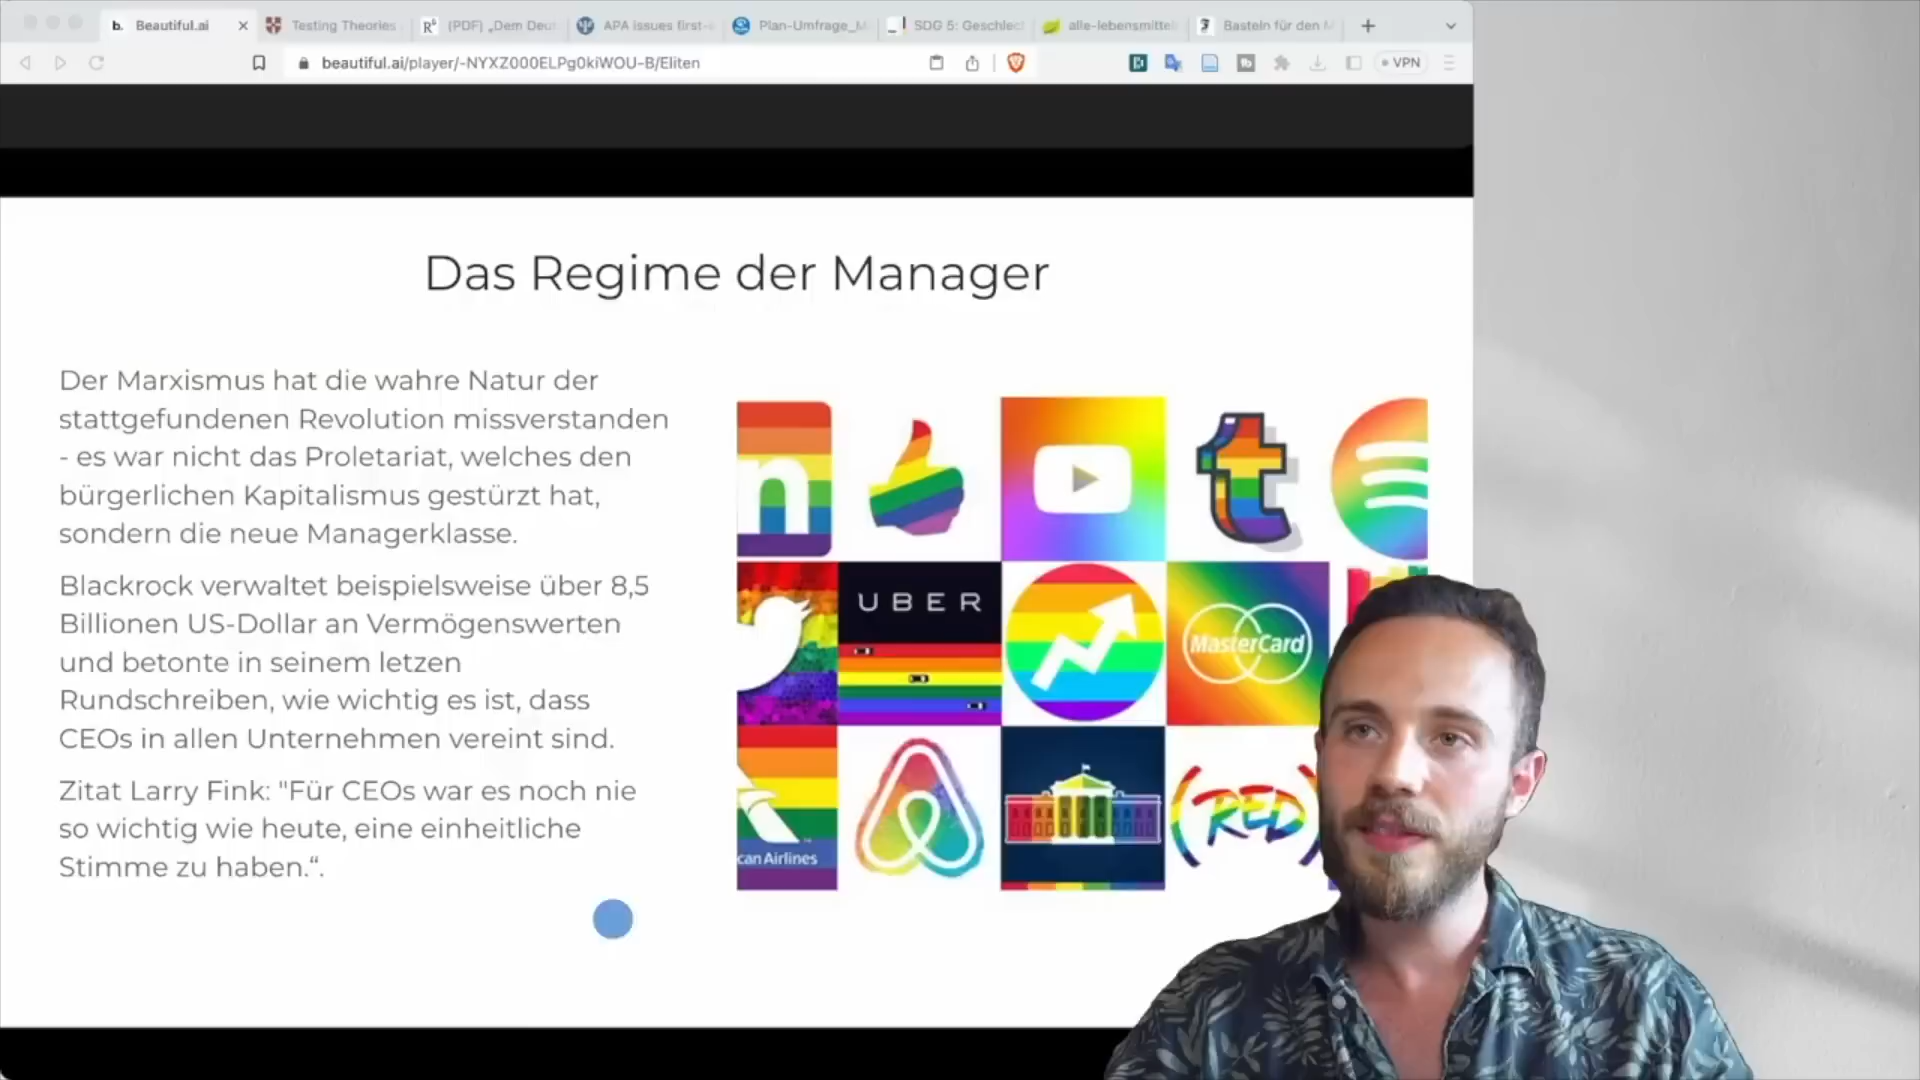 b. Beautiful.ai
Testing Theories
R⁶ (PDF) „Dem Deut
APA issues first-
Plan-Umfrage_M
SDG 5: Geschlec
alle-lebensmittel
Basteln für den M
beautiful.ai/player/-NYXZ000ELPg0kiWOU-B/Eliten
VPN
Das Regime der Manager
Der Marxismus hat die wahre Natur der
stattgefundenen Revolution missverstanden
- es war nicht das Proletariat, welches den
bürgerlichen Kapitalismus gestürzt hat,
sondern die neue Managerklasse.
Blackrock verwaltet beispielsweise über 8,5
Billionen US-Dollar an Vermögenswerten
und betonte in seinem letzen
Rundschreiben, wie wichtig es ist, dass
CEOs in allen Unternehmen vereint sind.
Zitat Larry Fink: "Für CEOs war es noch nie
so wichtig wie heute, eine einheitliche
Stimme zu haben.“.
n
t
UBER
MasterCard
can Airlines
(RED)